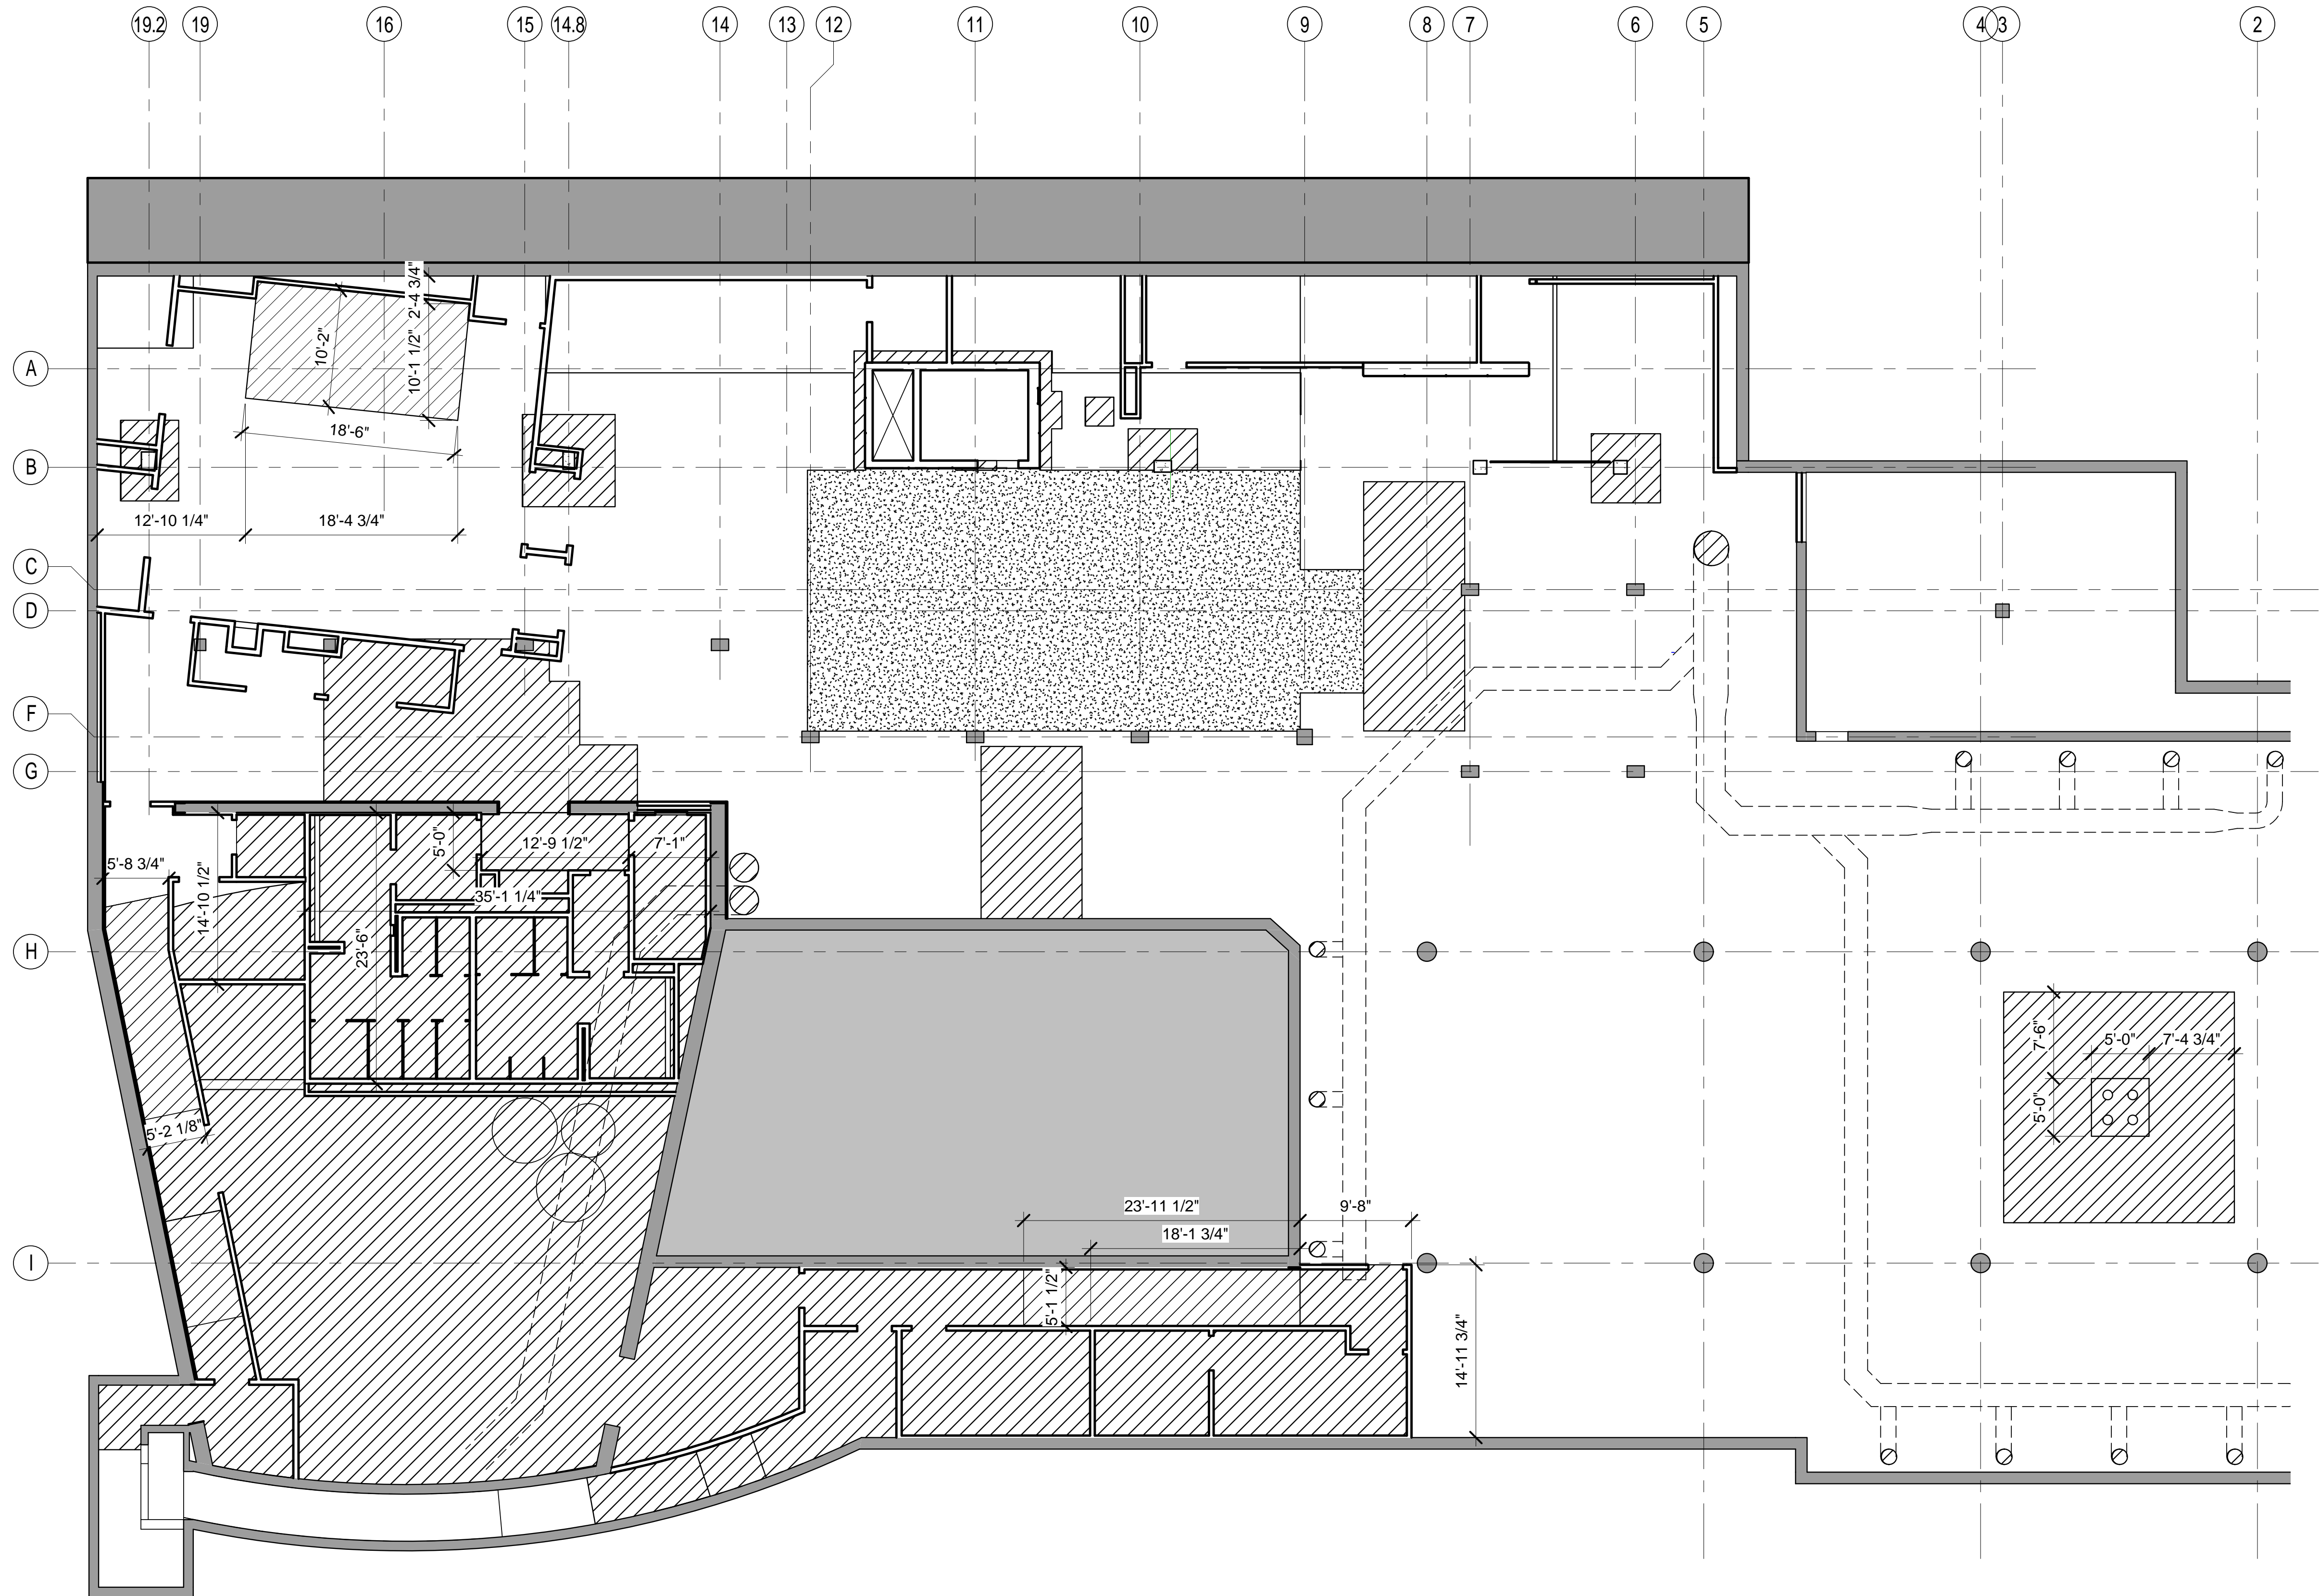 19.2 19 16 15 14.8 14 13 12 11 10 9 8 7 6 5 4 3 2
2'-4 3/4"
10'-2"
10'-1 1/2"
A
18'-6"
B
12'-10 1/4" 18'-4 3/4"
C
D
F
G
5'-0"
12'-9 1/2" 7'-1"
5'-8 3/4"
14'-10 1/2"
35'-1 1/4"
23'-6"
H
7'-6"
5'-0" 7'-4 3/4"
5'-0"
5'-2 1/8"
23'-11 1/2" 9'-8"
18'-1 3/4"
I
5'-1 1/2"
14'-11 3/4"